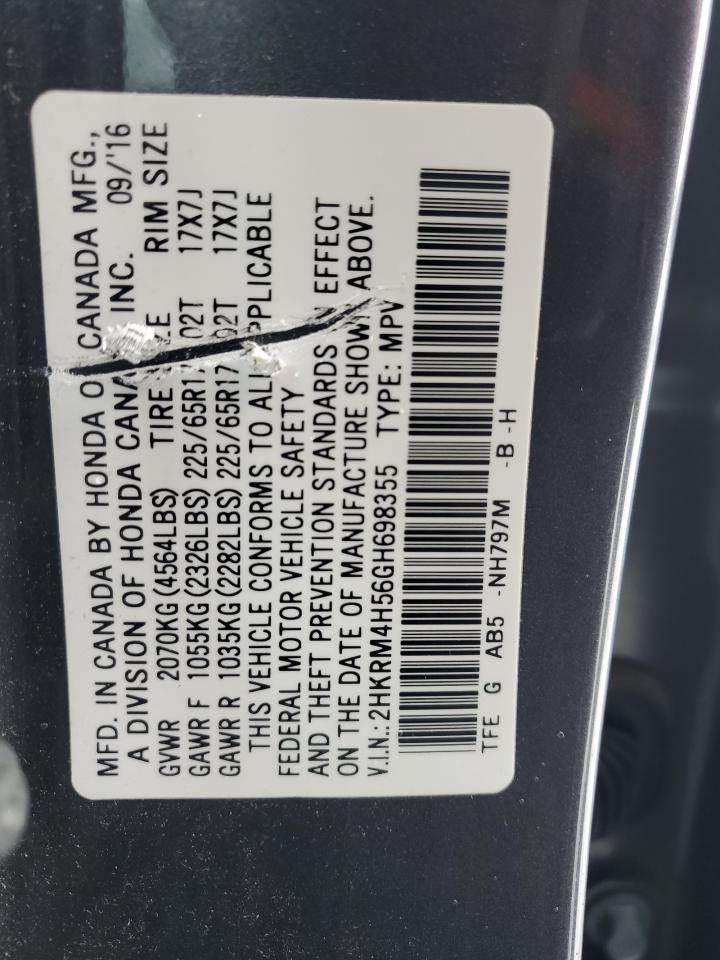 MFD. IN CANADA BY HONDA O CANADA MFG.,
A DIVISION OF HONDA CANA INC. 09/'16
GVWR 2070KG(4564LBS) TIRE RIM SIZE
GAWR F 1055KG(2326LBS) 225/65R17 02T 17X7J
GAWR R 1035KG(2282LBS) 225/65R17 02T 17X7J
THIS VEHICLE CONFORMS TO ALL APPLICABLE
FEDERAL MOTOR VEHICLE SAFETY
AND THEFT PREVENTION STANDARDS EFFECT
ON THE DATE OF MANUFACTURE SHOWN ABOVE.
V.I.N.: 2HKRM4H56GH698355 TYPE: MPV
TFE G AB5 -NH797M -B -H